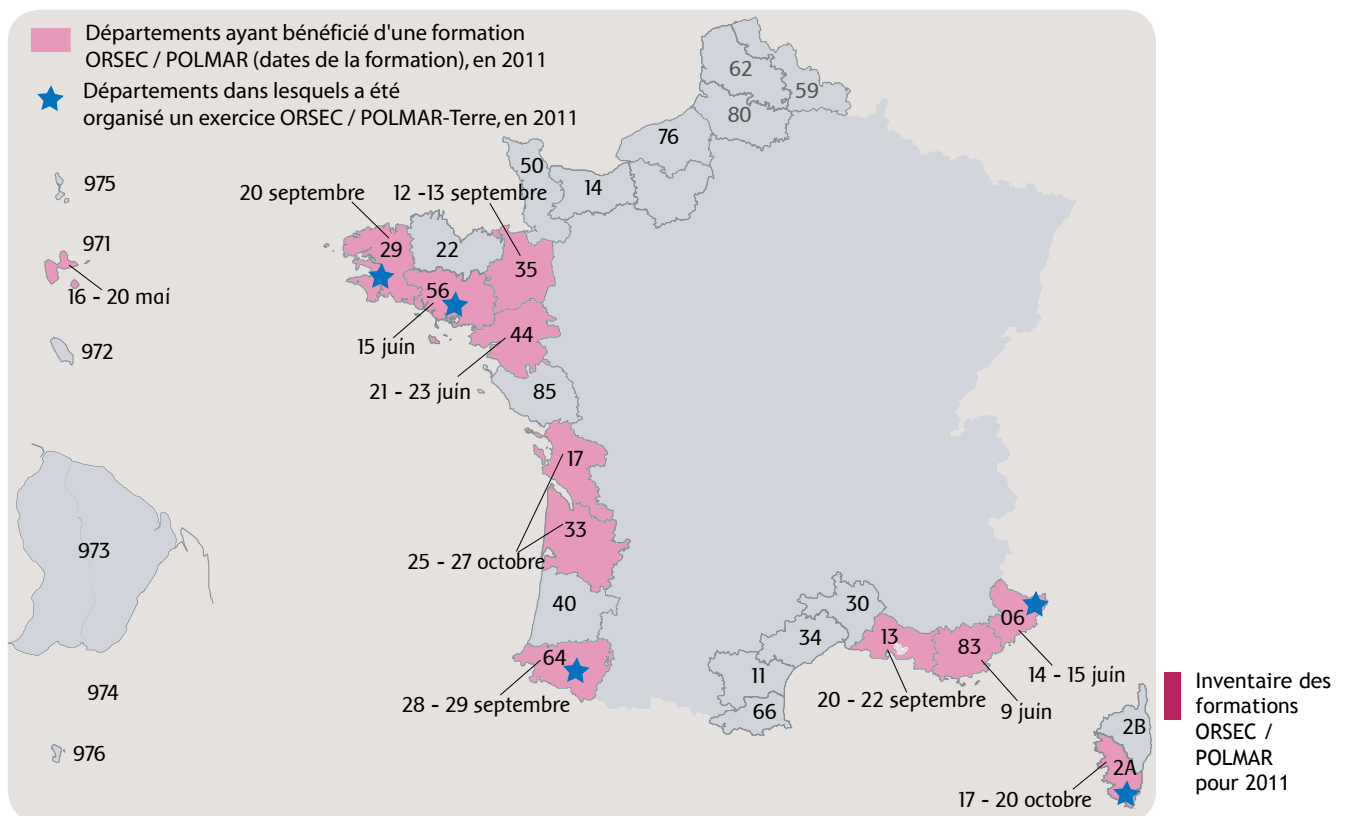 Départements ayant bénéficié d'une formation
ORSEC / POLMAR (dates de la formation), en 2011
Départements dans lesquels a été
organisé un exercice ORSEC / POLMAR-Terre, en 2011
62
59
80
76
50
14
975
20 septembre
12 -13 septembre
971
29
22
35
16 - 20 mai
56
972
15 juin
44
21 - 23 juin
85
17
33
973
25 - 27 octobre
40
30
06
34
13
83
64
11
14 - 15 juin
974
28 - 29 septembre
66
20 - 22 septembre
9 juin
2B
976
2A
17 - 20 octobre
Inventaire des
formations
ORSEC /
POLMAR
pour 2011